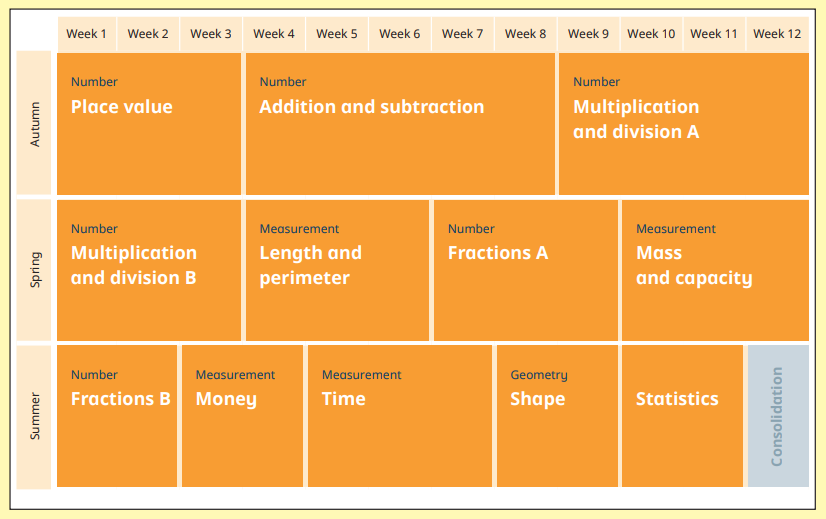 Week 1 Week 2 Week 3 Week 4 Week 5 Week 6 Week 7 Week 8 Week 9 Week 10 Week 11 Week 12
Autumn
Number
Place value
Number
Addition and subtraction
Number
Multiplication
and division A
Spring
Number
Multiplication
and division B
Measurement
Length and
perimeter
Number
Fractions A
Measurement
Mass
and capacity
Summer
Number
Fractions B
Measurement
Money
Measurement
Time
Geometry
Shape
Statistics
Consolidation